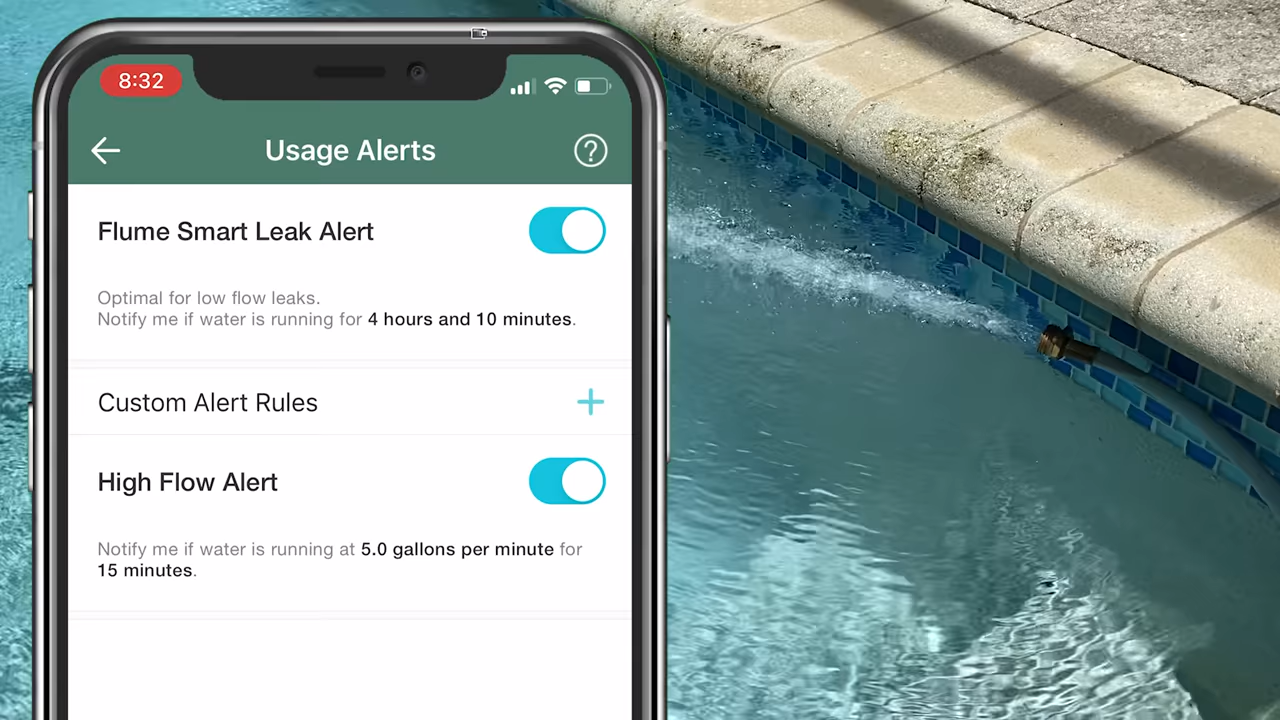 8:32
Usage Alerts
?
Flume Smart Leak Alert
Optimal for low flow leaks.
Notify me if water is running for 4 hours and 10 minutes.
Custom Alert Rules
High Flow Alert
Notify me if water is running at 5.0 gallons per minute for
15 minutes.